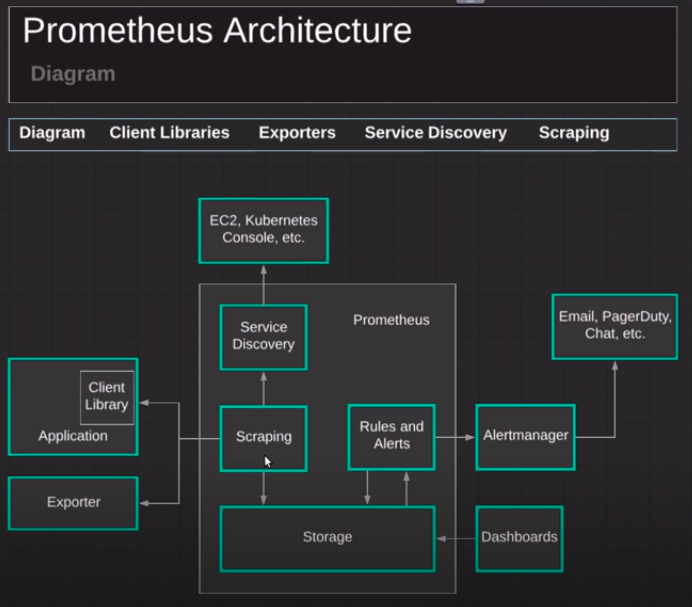 Prometheus Architecture
Diagram
Diagram Client Libraries Exporters Service Discovery Scraping
EC2, Kubernetes
Console, etc.
Service
Discovery
Prometheus
Email, PagerDuty,
Chat, etc.
Client
Library
Application
Scraping
Rules and
Alerts
Alertmanager
Exporter
Storage
Dashboards